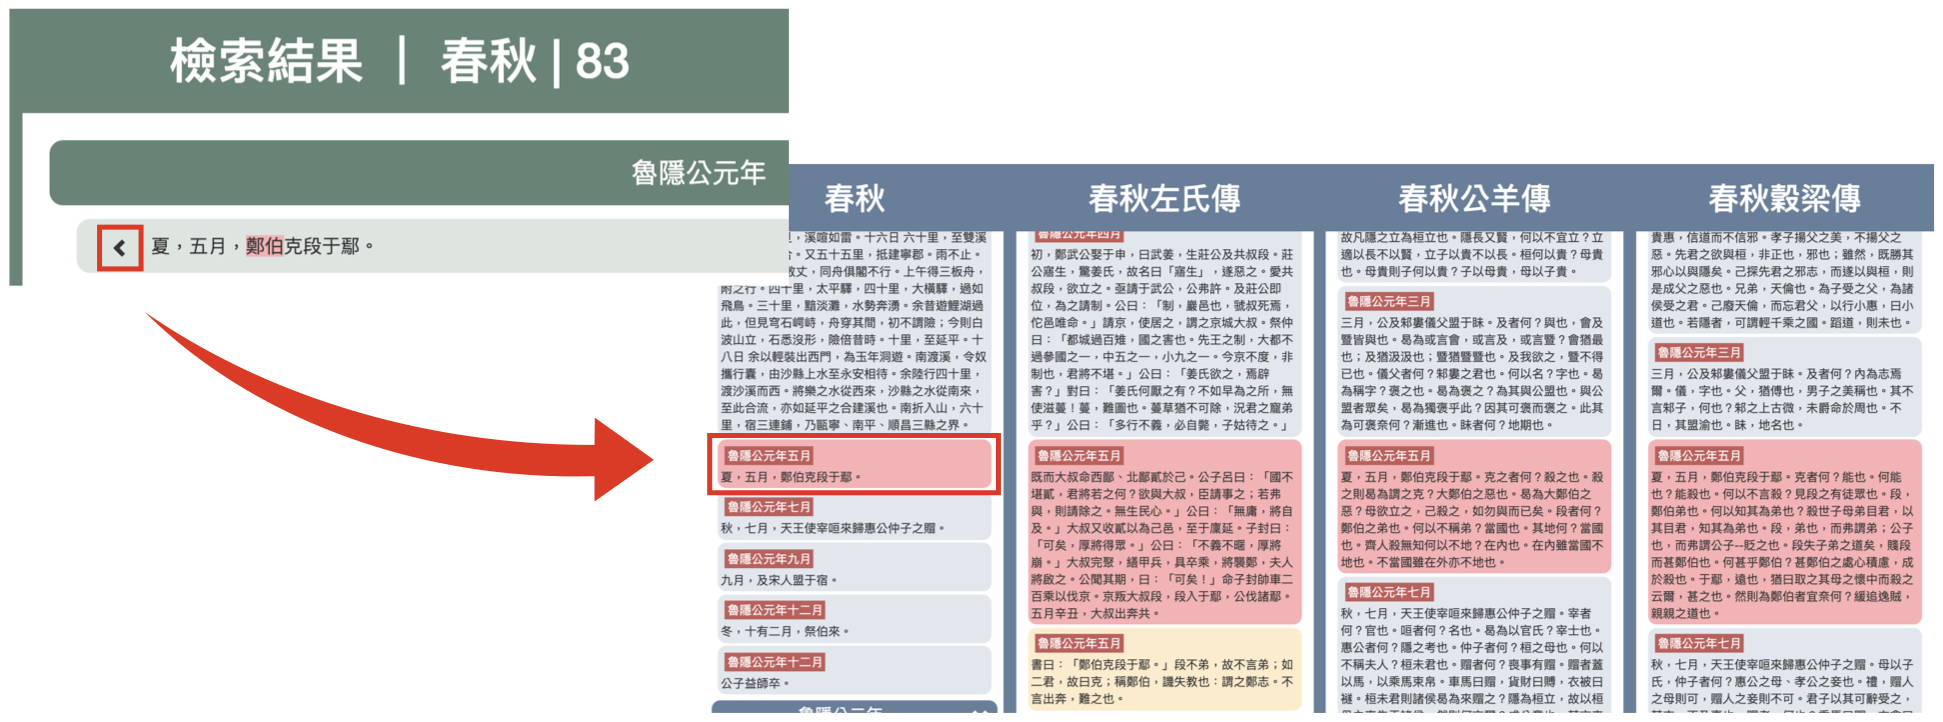 檢索結果 ｜ 春秋 | 83
魯隱公元年
夏，五月，鄭伯克段于鄢。
春秋
，溪喧如雷。十六日 六十里，至雙溪
。又五十五里，抵建寧郡。雨不止。
丈，同舟俱閣不行。上午得三板舟，
附之行。四十里，太平驛，四十里，大橫驛，過如
飛鳥。三十里，黯淡灘，水勢奔湧。余昔遊鯉湖過
此，但見穹石崿峙，舟穿其間，初不謂險；今則白
波山立，石悉沒形，險倍昔時。十里，至延平。十
八日 余以輕裝出西門，為玉年洞遊。南渡溪，令奴
攜行囊，由沙縣上水至永安相待。余陸行四十里，
渡沙溪而西。將樂之水從西來，沙縣之水從南來，
至此合流，亦如延平之合建溪也。南折入山，六十
里，宿三連鋪，乃甌寧、南平、順昌三縣之界。
魯隱公元年五月
夏，五月，鄭伯克段于鄢。
魯隱公元年七月
秋，七月，天王使宰咺來歸惠公仲子之賵。
魯隱公元年九月
九月，及宋人盟于宿。
魯隱公元年十二月
冬，十有二月，祭伯來。
魯隱公元年十二月
公子益師卒。
魯隱公元年
春秋左氏傳
魯隱公元年四月
初，鄭武公娶于申，曰武姜，生莊公及共叔段。莊
公寤生，驚姜氏，故名曰「寤生」，遂惡之。愛共
叔段，欲立之。亟請于武公，公弗許。及莊公即
位，為之請制。公曰：「制，巖邑也，虢叔死焉，
佗邑唯命。」請京，使居之，謂之京城大叔。祭仲
曰：「都城過百雉，國之害也。先王之制，大都不
過參國之一，中五之一，小九之一。今京不度，非
制也，君將不堪。」公曰：「姜氏欲之，焉辟
害？」對曰：「姜氏何厭之有？不如早為之所，無
使滋蔓！蔓，難圖也。蔓草猶不可除，況君之寵弟
乎？」公曰：「多行不義，必自斃，子姑待之。」
魯隱公元年五月
既而大叔命西鄙、北鄙貳於己。公子呂曰：「國不
堪貳，君將若之何？欲與大叔，臣請事之；若弗
與，則請除之。無生民心。」公曰：「無庸，將自
及。」大叔又收貳以為己邑，至于廩延。子封曰：
「可矣，厚將得眾。」公曰：「不義不暱，厚將
崩。」大叔完聚，繕甲兵，具卒乘，將襲鄭，夫人
將啟之。公聞其期，曰：「可矣！」命子封帥車二
百乘以伐京。京叛大叔段，段入于鄢，公伐諸鄢。
五月辛丑，大叔出奔共。
魯隱公元年五月
書曰：「鄭伯克段于鄢。」段不弟，故不言弟；如
二君，故曰克；稱鄭伯，譏失教也：謂之鄭志。不
言出奔，難之也。
春秋公羊傳
故凡隱之立為桓立也。隱長又賢，何以不宜立？立
適以長不以賢，立子以貴不以長。桓何以貴？母貴
也。母貴則子何以貴？子以母貴，母以子貴。
魯隱公元年三月
三月，公及邾婁儀父盟于眛。及者何？與也，會及
暨皆與也。曷為或言會，或言及，或言暨？會猶最
也；及猶汲汲也；暨猶暨暨也。及我欲之，暨不得
已也。儀父者何？邾婁之君也。何以名？字也。曷
為稱字？褒之也。曷為褒之？為其與公盟也。與公
盟者眾矣，曷為獨褒乎此？因其可褒而褒之。此其
為可褒奈何？漸進也。眛者何？地期也。
魯隱公元年五月
夏，五月，鄭伯克段于鄢。克之者何？殺之也。殺
之則曷為謂之克？大鄭伯之惡也。曷為大鄭伯之
惡？母欲立之，己殺之，如勿與而已矣。段者何？
鄭伯之弟也。何以不稱弟？當國也。其地何？當國
也。齊人殺無知何以不地？在內也。在內雖當國不
地也。不當國雖在外亦不地也。
魯隱公元年七月
秋，七月，天王使宰咺來歸惠公仲子之賵。宰者
何？官也。咺者何？名也。曷為以官氏？宰士也。
惠公者何？隱之考也。仲子者何？桓之母也。何以
不稱夫人？桓未君也。賵者何？喪事有賵。賵者蓋
以馬，以乘馬束帛。車馬曰賵，貨財曰賻，衣被曰
襚。桓未君則諸侯曷為來賵之？隱為桓立，故以桓
春秋穀梁傳
貴惠，信道而不信邪。孝子揚父之美，不揚父之
惡。先君之欲與桓，非正也，邪也；雖然，既勝其
邪心以與隱矣。己探先君之邪志，而遂以與桓，則
是成父之惡也。兄弟，天倫也。為子受之父，為諸
侯受之君。己廢天倫，而忘君父，以行小惠，曰小
道也。若隱者，可謂輕千乘之國。蹈道，則未也。
魯隱公元年三月
三月，公及邾婁儀父盟于眛。及者何？內為志焉
爾。儀，字也。父，猶傅也，男子之美稱也。其不
言邾子，何也？邾之上古微，未爵命於周也。不
日，其盟渝也。眛，地名也。
魯隱公元年五月
夏，五月，鄭伯克段于鄢。克者何？能也。何能
也？能殺也。何以不言殺？見段之有徒眾也。段，
鄭伯弟也。何以知其為弟也？殺世子母弟目君，以
其目君，知其為弟也。段，弟也，而弗謂弟；公子
也，而弗謂公子--貶之也。段失子弟之道矣，賤段
而甚鄭伯也。何甚乎鄭伯？甚鄭伯之處心積慮，成
於殺也。于鄢，遠也，猶曰取之其母之懷中而殺之
云爾，甚之也。然則為鄭伯者宜奈何？緩追逸賊，
親親之道也。
魯隱公元年七月
秋，七月，天王使宰咺來歸惠公仲子之賵。母以子
氏，仲子者何？惠公之母、孝公之妾也。禮，賵人
之母則可，賵人之妾則不可。君子以其可辭受之，